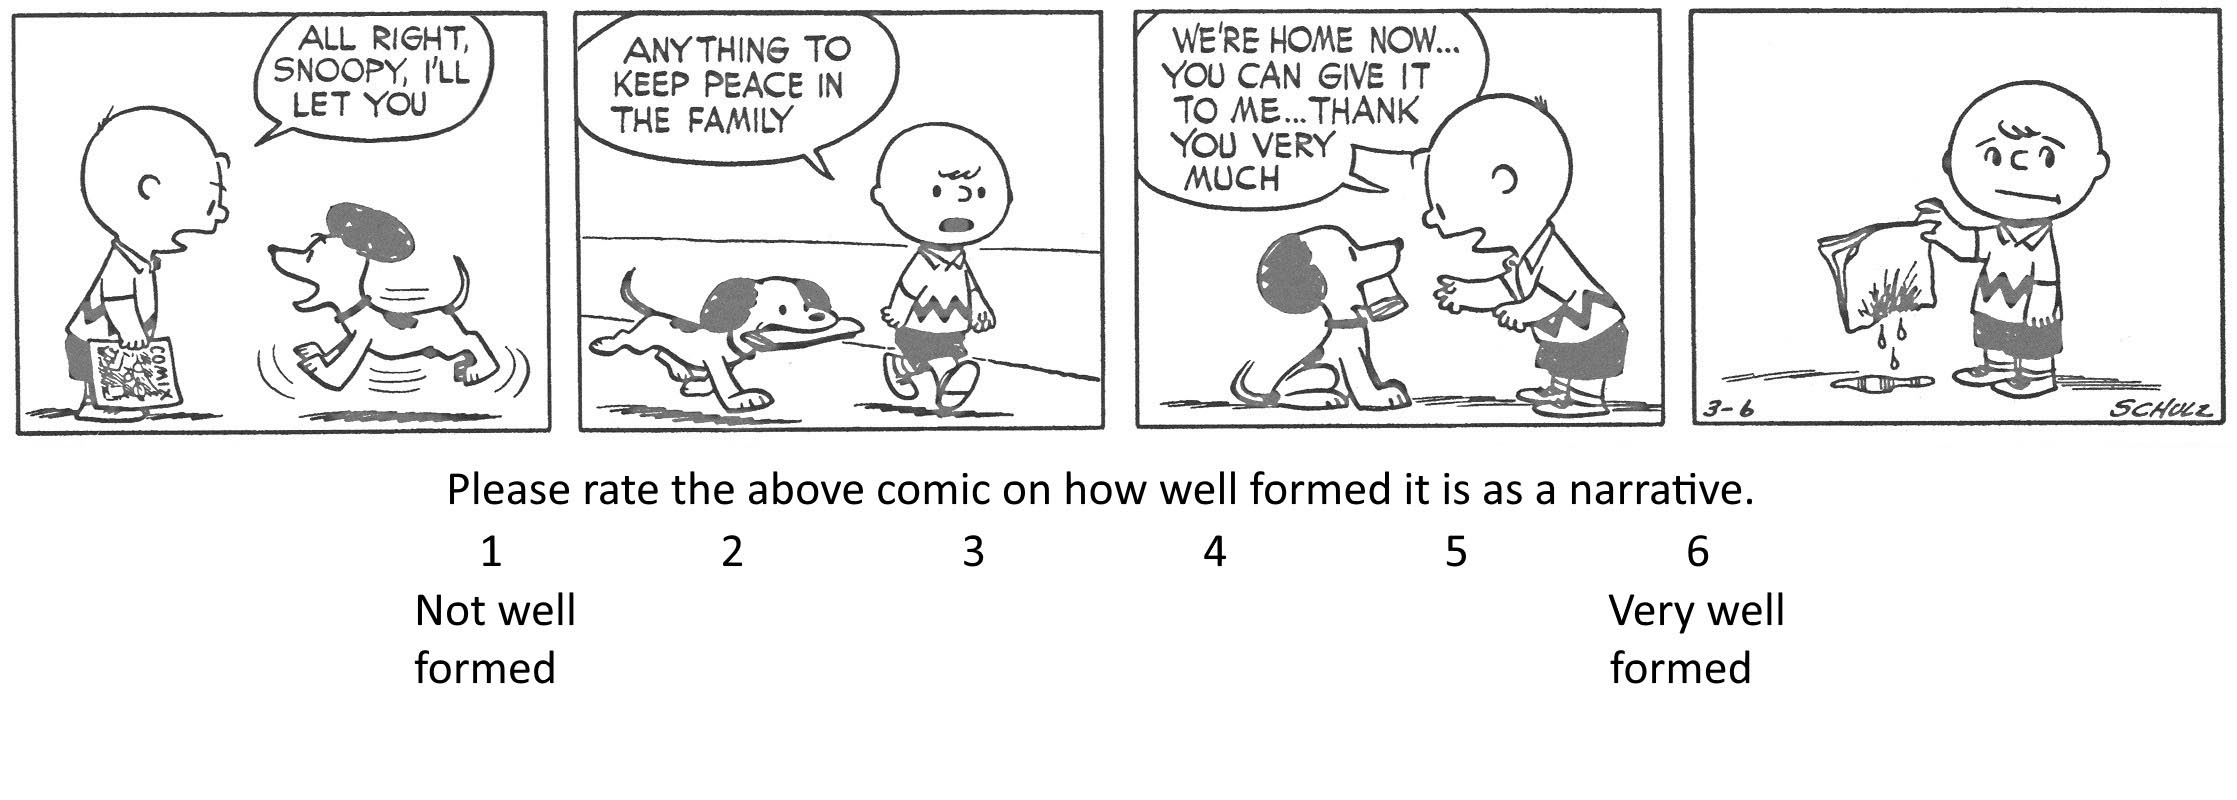 ALL RIGHT,
SNOOPY, I'LL
LET YOU
COMIX
ANYTHING TO
KEEP PEACE IN
THE FAMILY
WE'RE HOME NOW...
YOU CAN GIVE IT
TO ME...THANK
YOU VERY
MUCH
3-6
SCHULZ
Please rate the above comic on how well formed it is as a narrative.
1 2 3 4 5 6
Not well
formed
Very well
formed